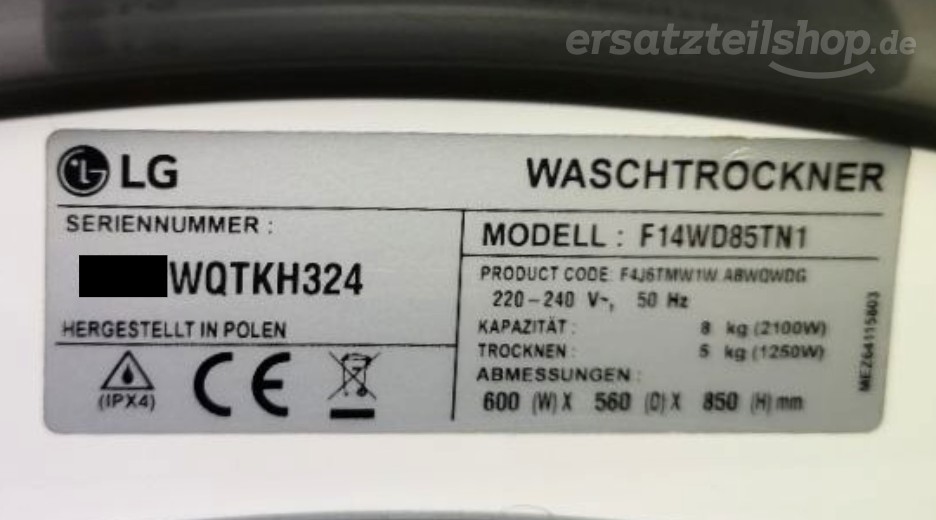 ersatzteilshop.de
LG
WASCHTROCKNER
SERIENNUMMER :
WQTKH324
HERGESTELLT IN POLEN
(IPX4)
CE
MODELL : F14WD85TN1
PRODUCT CODE: F4J6TMW1W.ABWQWDG
220-240 V~, 50 Hz
KAPAZITÄT : 8 kg (2100W)
TROCKNEN : 5 kg (1250W)
ABMESSUNGEN :
600 (W) X 560 (D) X 850 (H) mm
MEZ64115803